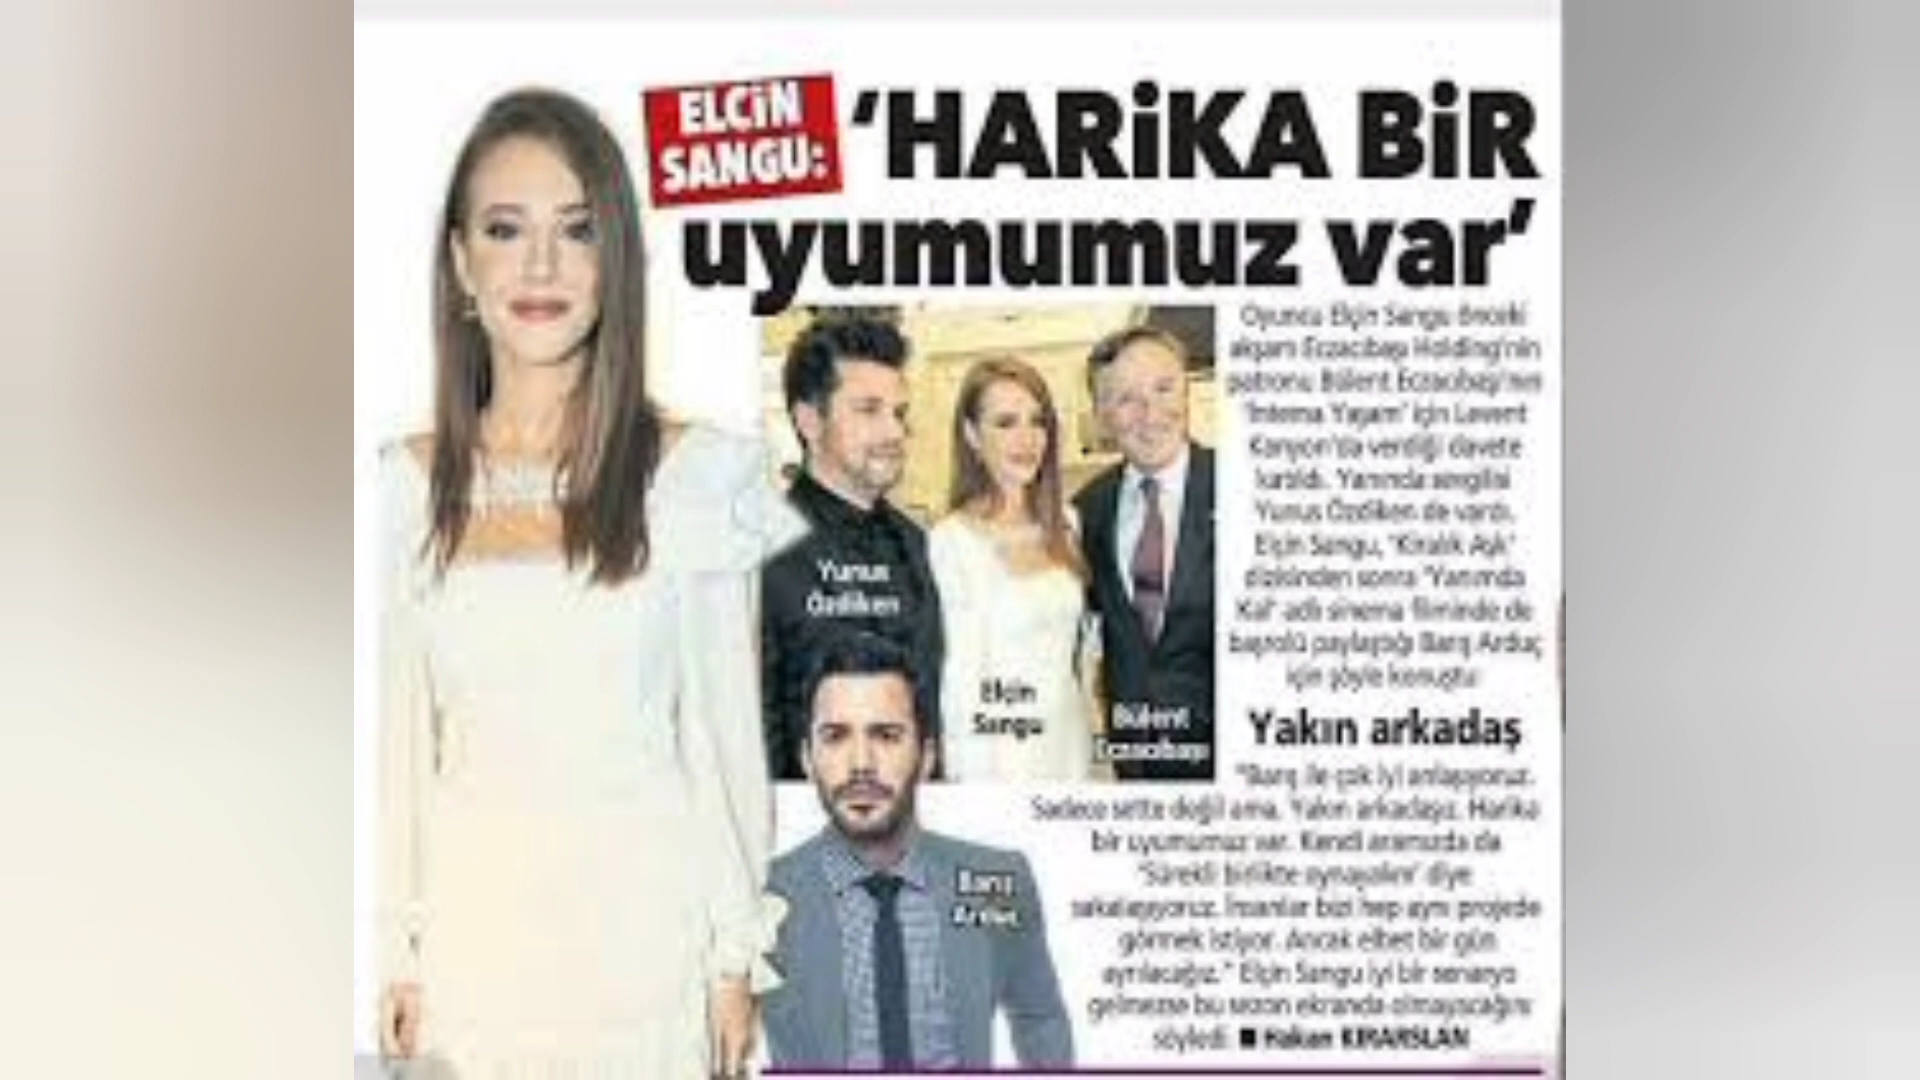 ELÇİN
SANGU:
'HARİKA BİR
uyumumuz var'
Yunus
Özdiken
Elçin
Sangu
Bülent
Eczacıbaşı
Barış
Arduç
Oyuncu Elçin Sangu önceki
akşam Eczacıbaşı Holding'nin
patronu Bülent Eczacıbaşı'nın
'İntema Yaşam' için Levent
Kanyon'da verdiği davete
katıldı. Yanında sevgilisi
Yunus Özdiken de vardı.
Elçin Sangu, "Kiralık Aşk"
dizisinden sonra "Yanımda
Kal" adlı sinema filminde de
başrolü paylaştığı Barış Arduç
için şöyle konuştu:
Yakın arkadaş
"Barış ile çok iyi anlaşıyoruz.
Sadece sette değil ama. Yakın arkadaşız. Harika
bir uyumumuz var. Kendi aramızda da
'Sürekli birlikte oynayalım' diye
şakalaşıyoruz. İnsanlar bizi hep aynı projede
görmek istiyor. Ancak elbet bir gün
ayrılacağız." Elçin Sangu iyi bir senaryo
gelmezse bu sezon ekranda olmayacağını
söyledi. ■ Hakan KIRARSLAN